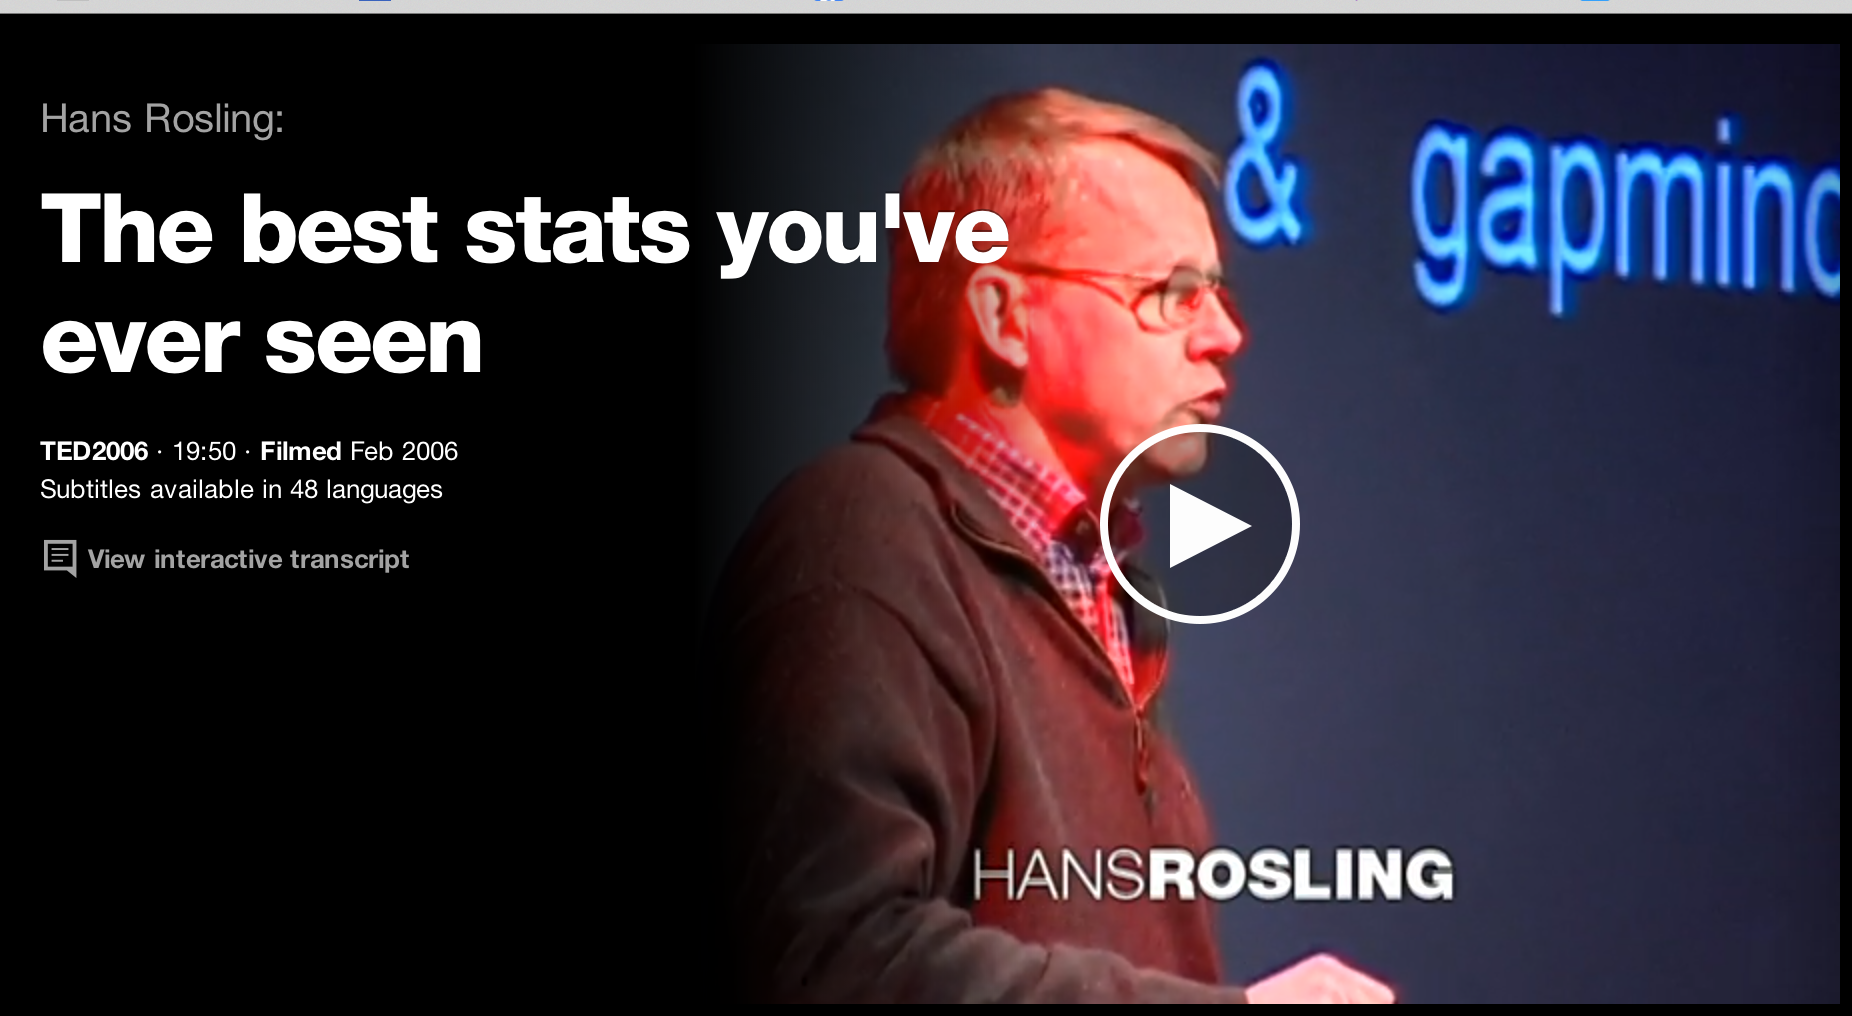 Hans Rosling:
The best stats you've
ever seen
TED2006 · 19:50 · Filmed Feb 2006
Subtitles available in 48 languages
View interactive transcript
& gapmind
HANSROSLING